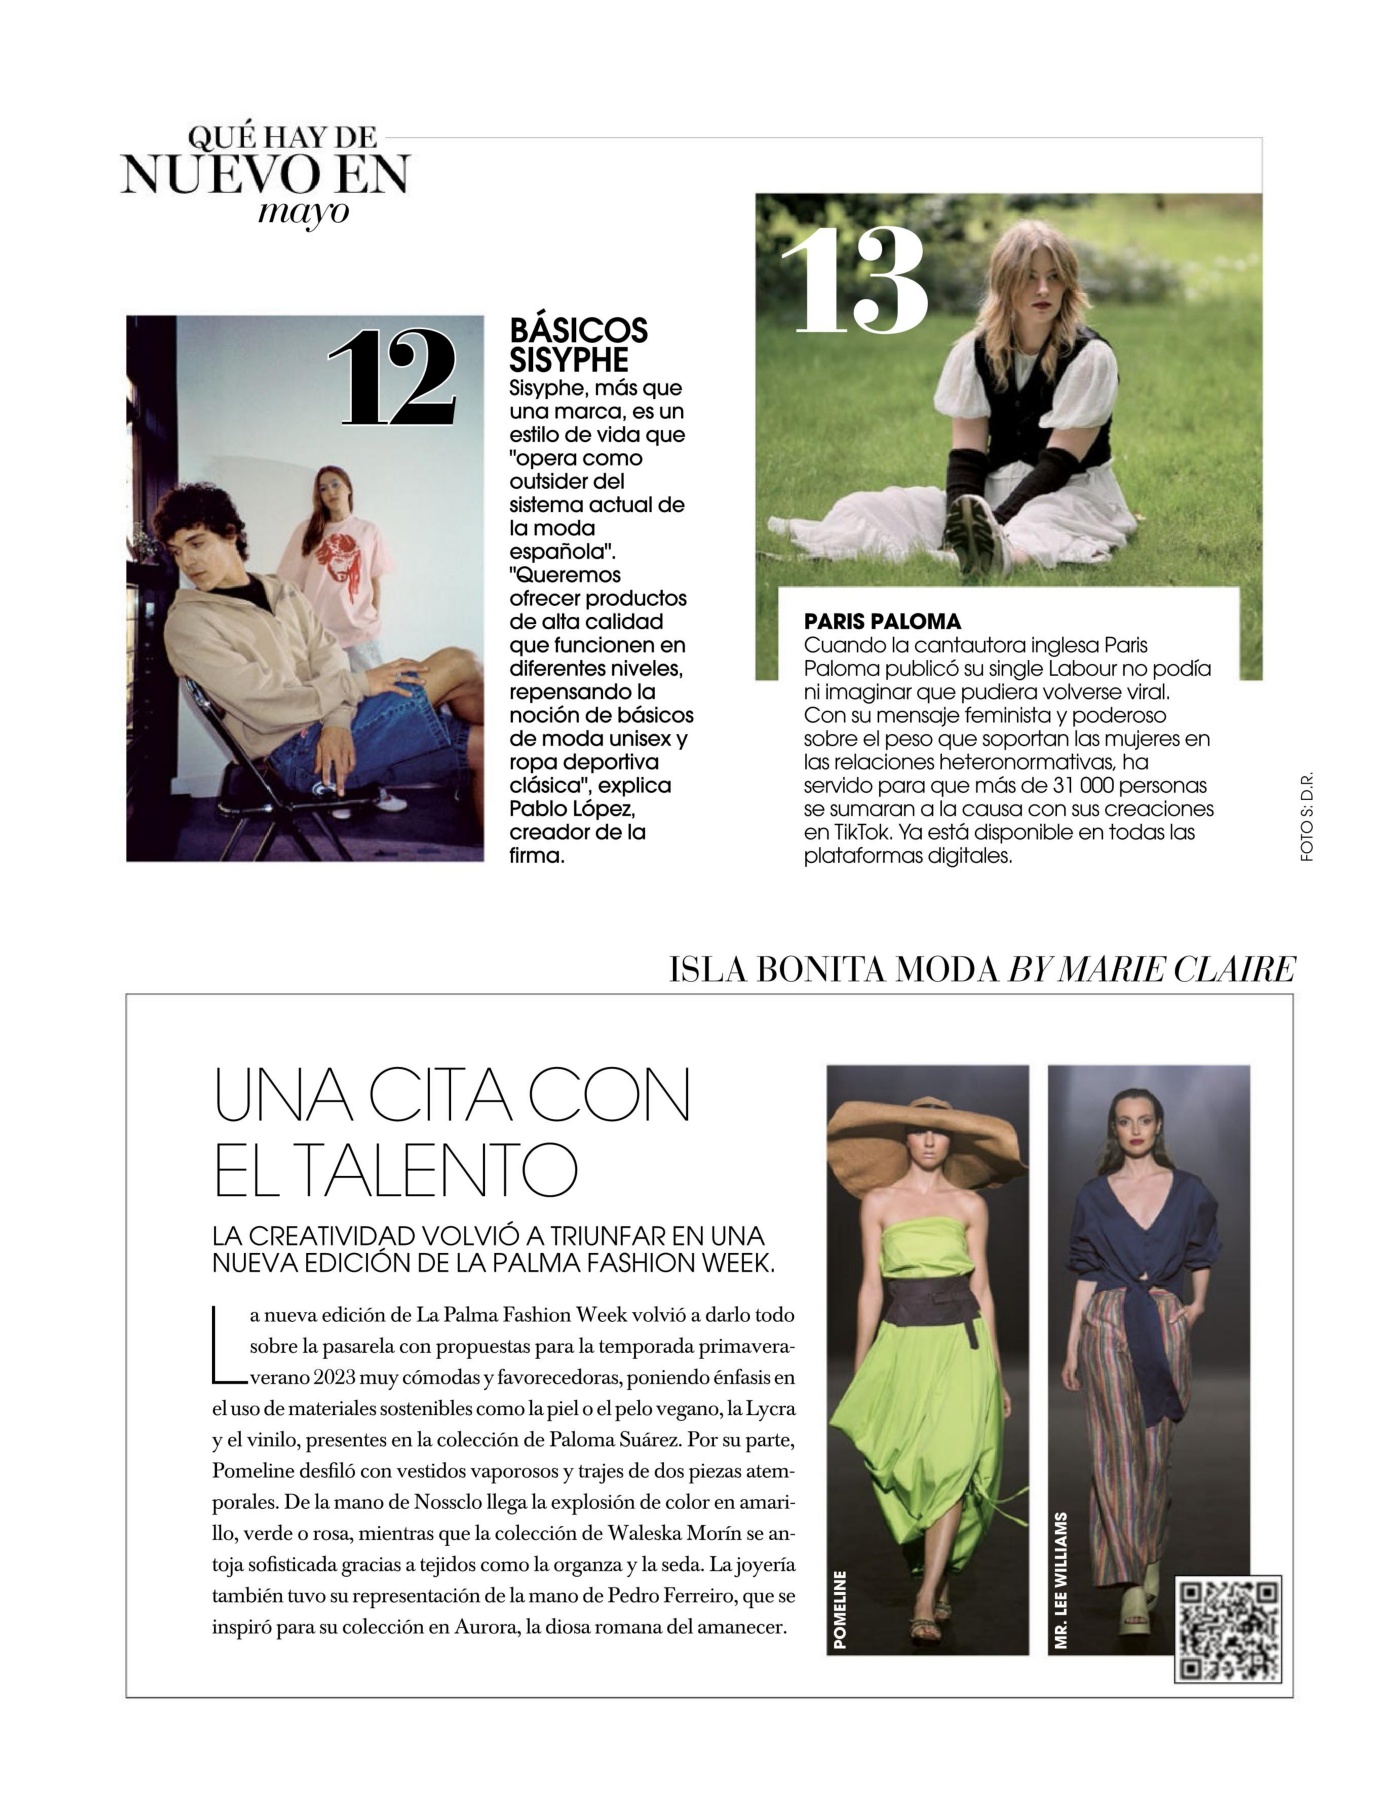 QUÉ HAY DE
NUEVO EN
mayo
12
BÁSICOS
SISYPHE
Sisyphe, más que
una marca, es un
estilo de vida que
"opera como
outsider del
sistema actual de
la moda
española".
"Queremos
ofrecer productos
de alta calidad
que funcionen en
diferentes niveles,
repensando la
noción de básicos
de moda unisex y
ropa deportiva
clásica", explica
Pablo López,
creador de la
firma.
13
PARIS PALOMA
Cuando la cantautora inglesa Paris
Paloma publicó su single Labour no podía
ni imaginar que pudiera volverse viral.
Con su mensaje feminista y poderoso
sobre el peso que soportan las mujeres en
las relaciones heteronormativas, ha
servido para que más de 31 000 personas
se sumaran a la causa con sus creaciones
en TikTok. Ya está disponible en todas las
plataformas digitales.
FOTO S: D.R.
ISLA BONITA MODA BY MARIE CLAIRE
UNA CITA CON
EL TALENTO
LA CREATIVIDAD VOLVIÓ A TRIUNFAR EN UNA
NUEVA EDICIÓN DE LA PALMA FASHION WEEK.
La nueva edición de La Palma Fashion Week volvió a darlo todo
sobre la pasarela con propuestas para la temporada primavera-
verano 2023 muy cómodas y favorecedoras, poniendo énfasis en
el uso de materiales sostenibles como la piel o el pelo vegano, la Lycra
y el vinilo, presentes en la colección de Paloma Suárez. Por su parte,
Pomeline desfiló con vestidos vaporosos y trajes de dos piezas atem-
porales. De la mano de Nossclo llega la explosión de color en amari-
llo, verde o rosa, mientras que la colección de Waleska Morín se an-
toja sofisticada gracias a tejidos como la organza y la seda. La joyería
también tuvo su representación de la mano de Pedro Ferreiro, que se
inspiró para su colección en Aurora, la diosa romana del amanecer.
POMELINE
MR. LEE WILLIAMS